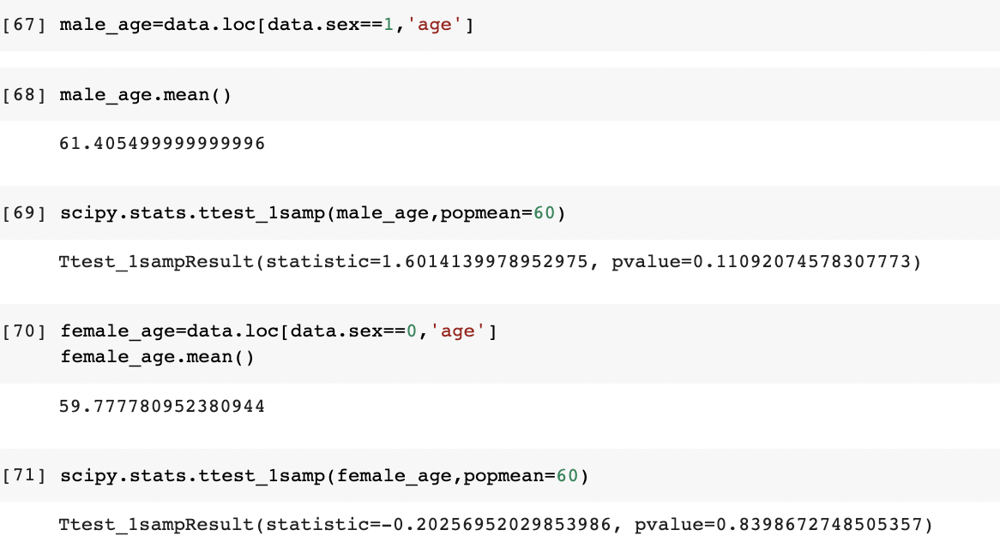 [67] male_age=data.loc[data.sex==1,'age']
[68] male_age.mean()
61.405499999999996
[69] scipy.stats.ttest_1samp(male_age,popmean=60)
Ttest_1sampResult(statistic=1.6014139978952975, pvalue=0.11092074578307773)
[70] female_age=data.loc[data.sex==0,'age']
female_age.mean()
59.777780952380944
[71] scipy.stats.ttest_1samp(female_age,popmean=60)
Ttest_1sampResult(statistic=-0.20256952029853986, pvalue=0.8398672748505357)